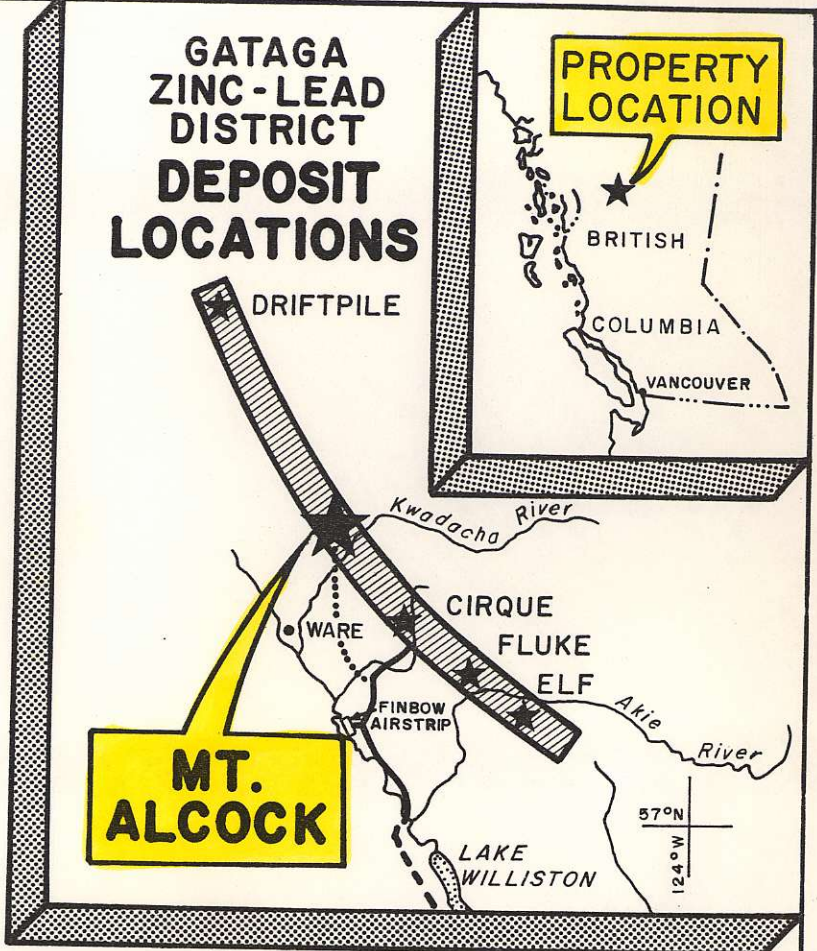 GATAGA
ZINC-LEAD
DISTRICT
DEPOSIT
LOCATIONS
PROPERTY
LOCATION
BRITISH
COLUMBIA
VANCOUVER
DRIFTPILE
Kwadacha River
CIRQUE
WARE
FLUKE
ELF
FINBOW
AIRSTRIP
Akie River
MT.
ALCOCK
57°N
124°W
LAKE
WILLISTON